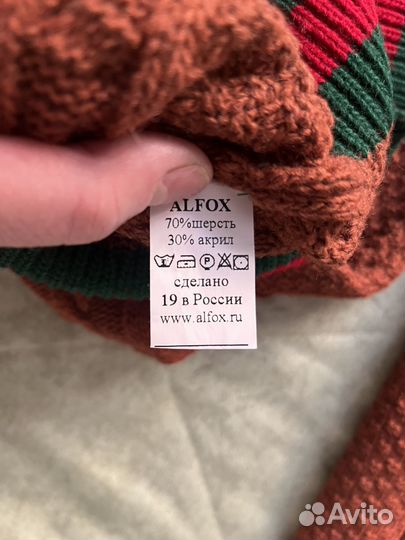 ALFOX
70%шерсть
30% акрил
сделано
19 в России
www.alfox.ru
Avito